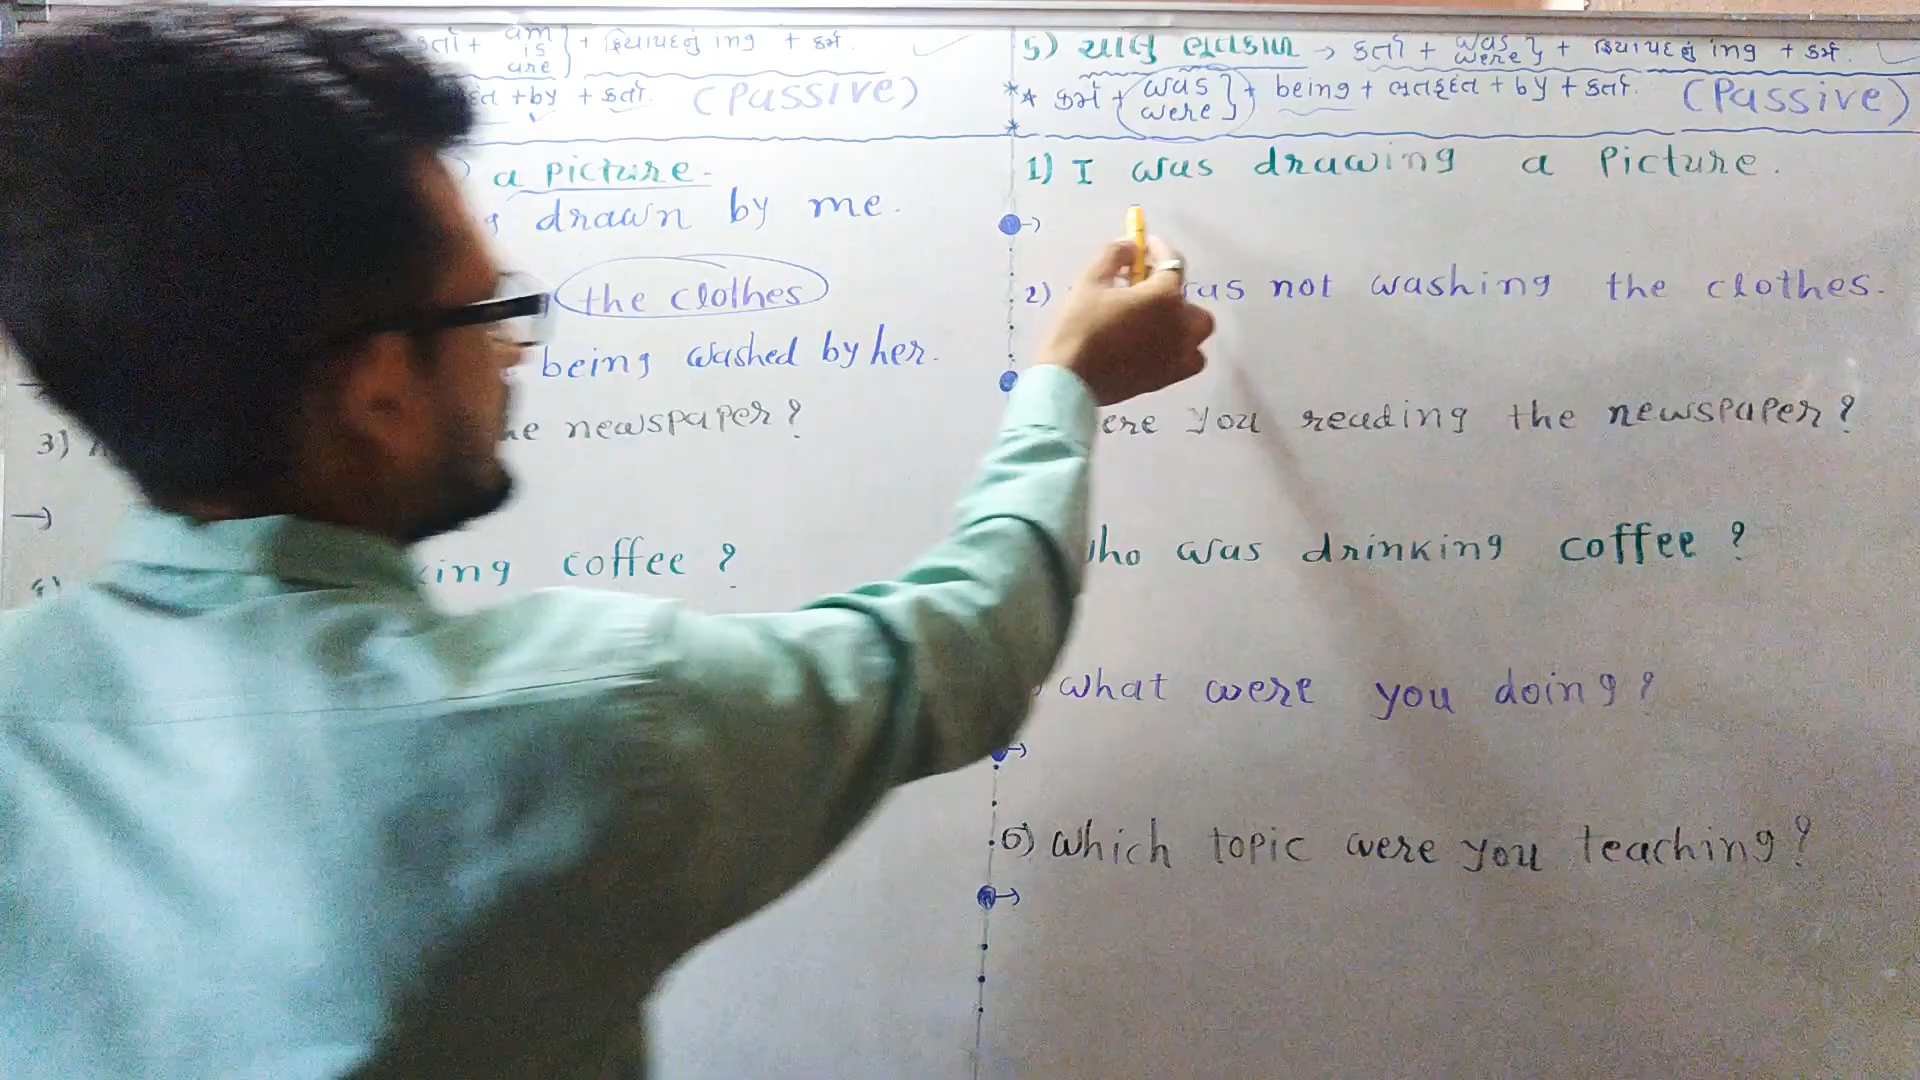 કર્તા + am
is
are } + ક્રિયાપદનું ing + કર્મ.
+by + કર્તા. (Passive)
a picture.
drawn by me.
the clothes
being washed by her.
3)
newspaper?
→
king coffee ?
5) ચાલુ ભૂતકાળ → કર્તા + was
were } + ક્રિયાપદનું ing + કર્મ.
** કર્મ + was
were } + being + ભૂતકૃદંત + by + કર્તા. (Passive)
1) I was drawing a picture.
→
2) was not washing the clothes.
ere you reading the newspaper?
ho was drinking coffee ?
What were you doing?
→
6) Which topic were you teaching?
→